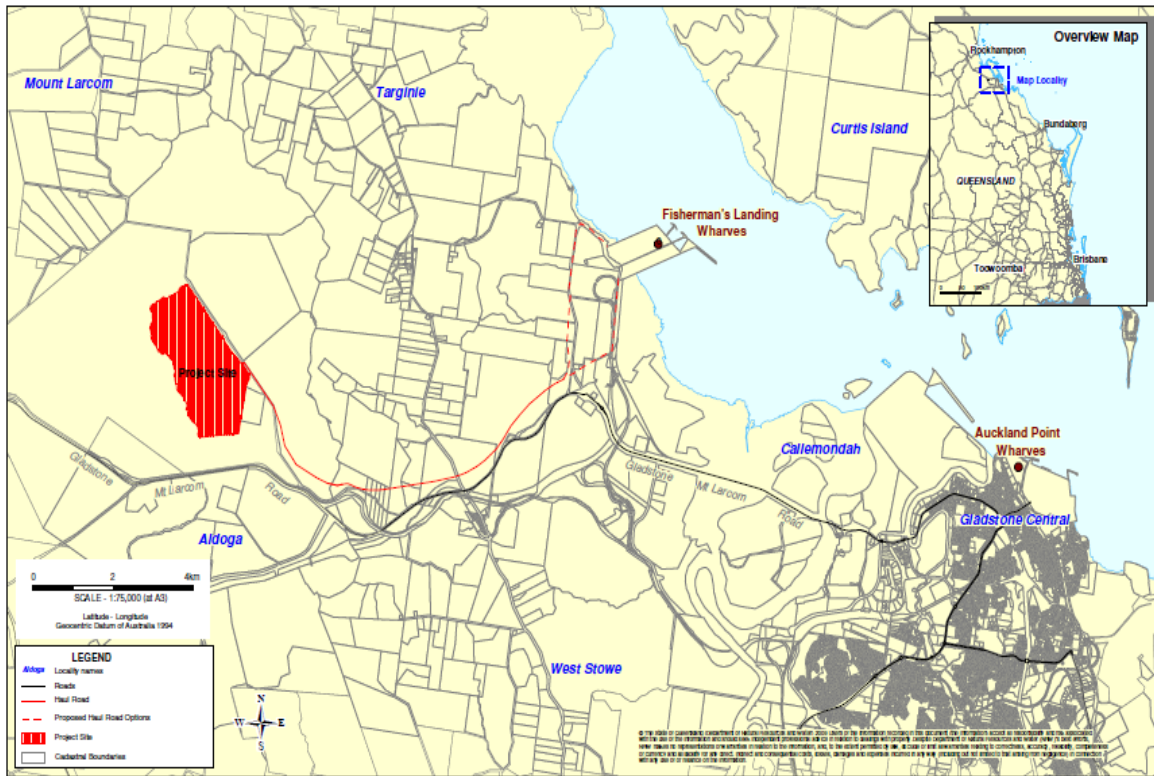 Mount Larcom
Targinie
Curtis Island
Fisherman's Landing
Wharves
Project Site
Gladstone
Mt Larcom
Road
Aldoga
Callemondah
Auckland Point
Wharves
Gladstone Central
Gladstone
Mt Larcom
Road
West Stowe
Overview Map
Rockhampton
Map Locality
Bundaberg
QUEENSLAND
Toowoomba
Brisbane
0 2 4km
SCALE - 1:75,000 (at A3)
Latitude - Longitude
Geocentric Datum of Australia 1994
LEGEND
Aldoga Locality names
Roads
Haul Road
Proposed Haul Road Options
Project Site
Cadastral Boundaries
N
W E
S